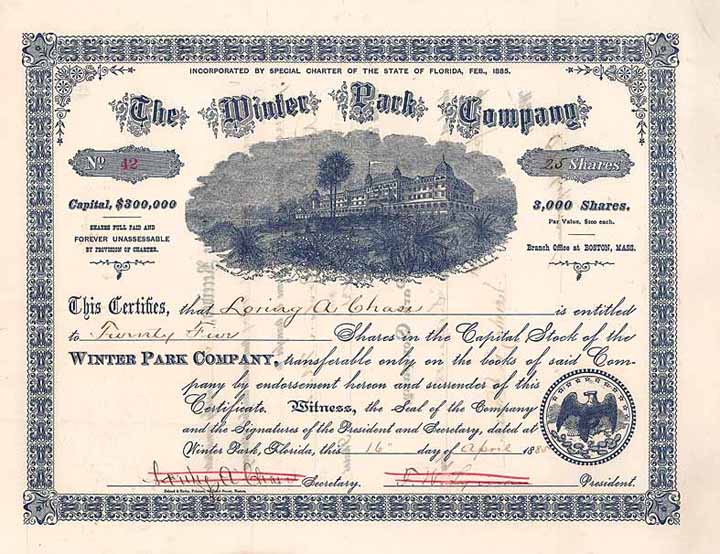 INCORPORATED BY SPECIAL CHARTER OF THE STATE OF FLORIDA, FEB., 1885.
The Winter Park Company
No 42
25 Shares
Capital, $300,000
3,000 Shares.
SHARES FULL PAID AND
FOREVER UNASSESSABLE
BY PROVISION OF CHARTER.
Par Value, $100 each.
Branch Office at BOSTON, MASS.
This Certifies, that Loring A. Chase is entitled
to Twenty Five Shares in the Capital Stock of the
WINTER PARK COMPANY, transferable only on the books of said Com-
pany by endorsement hereon and surrender of this
Certificate. Witness, the Seal of the Company
and the Signatures of the President and Secretary, dated at
Winter Park, Florida, this 16 day of April 188
Loring A. Chase Secretary. President.